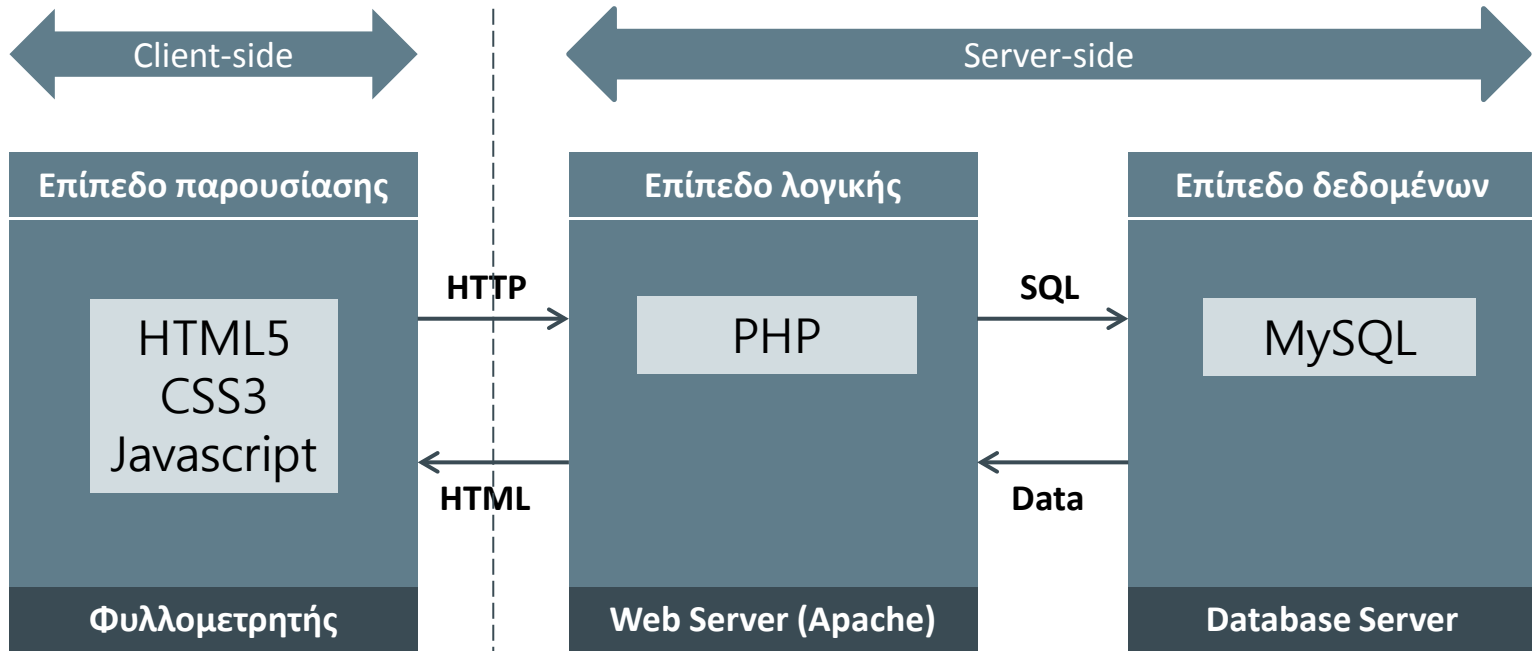 Client-side
Server-side
Επίπεδο παρουσίασης
Επίπεδο λογικής
Επίπεδο δεδομένων
HTTP
SQL
HTML5
CSS3
Javascript
PHP
MySQL
HTML
Data
Φυλλομετρητής
Web Server (Apache)
Database Server